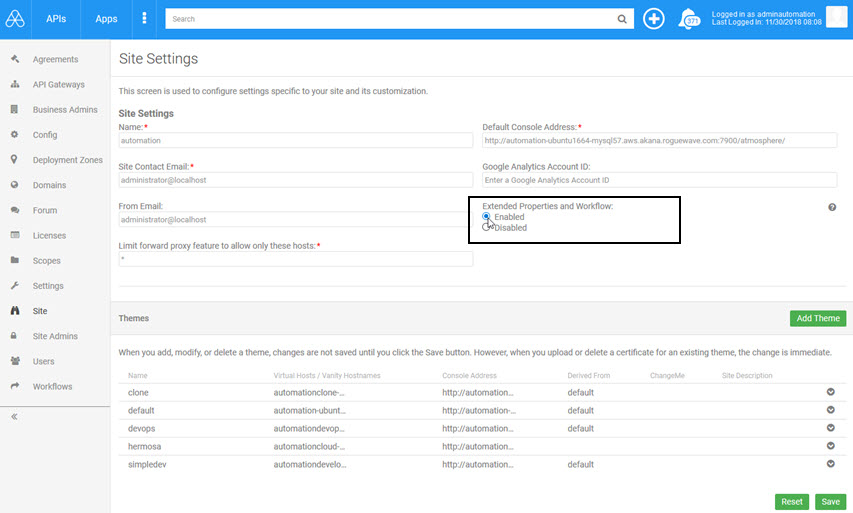 APIs
Apps
Search
371
Logged in as adminautomation
Last Logged In: 11/30/2018 08:08
Agreements
API Gateways
Business Admins
Config
Deployment Zones
Domains
Forum
Licenses
Scopes
Settings
Site
Site Admins
Users
Workflows
Site Settings
This screen is used to configure settings specific to your site and its customization.
Site Settings
Name:*
automation
Default Console Address:*
http://automation-ubuntu1664-mysql57.aws.akana.roguewave.com:7900/atmosphere/
Site Contact Email:*
administrator@localhost
Google Analytics Account ID:
Enter a Google Analytics Account ID
From Email:
administrator@localhost
Extended Properties and Workflow:
Enabled
Disabled
Limit forward proxy feature to allow only these hosts:*
*
Themes
Add Theme
When you add, modify, or delete a theme, changes are not saved until you click the Save button. However, when you upload or delete a certificate for an existing theme, the change is immediate.
Name Virtual Hosts / Vanity Hostnames Console Address Derived From ChangeMe Site Description
clone automationclone-... http://automation... default
default automation-ubunt... http://automation-... default
devops automationdevop... http://automation... default
hermosa automationcloud-... http://automation...
simpledev automationdevelo... http://automation... default
Reset Save